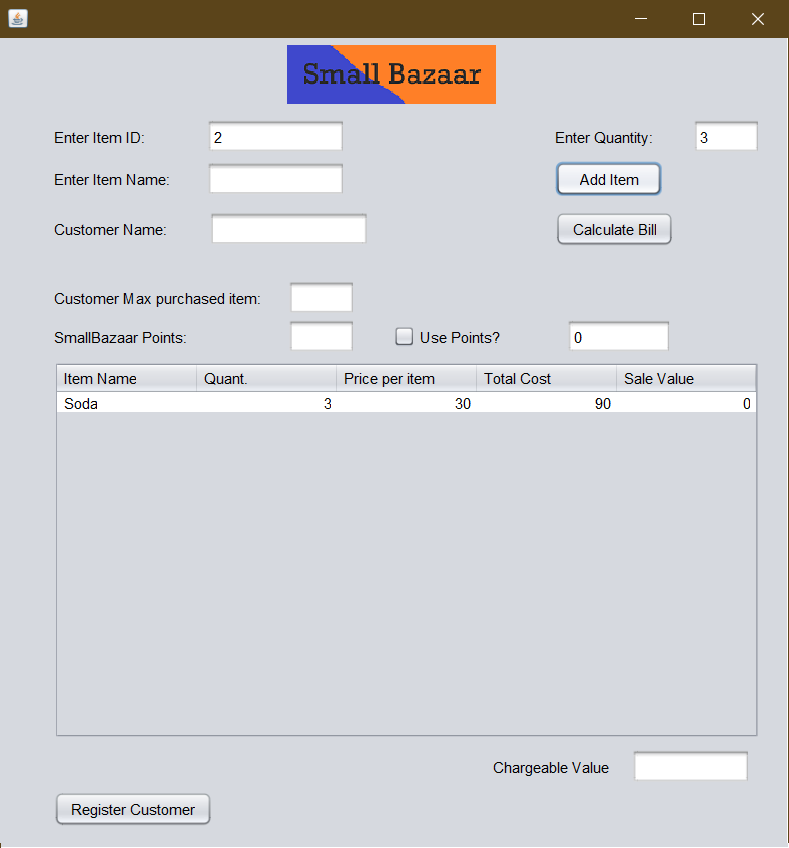 Small Bazaar
Enter Item ID: 2 Enter Quantity: 3
Enter Item Name: Add Item
Customer Name: Calculate Bill
Customer Max purchased item:
SmallBazaar Points: Use Points? 0
Item Name Quant. Price per item Total Cost Sale Value
Soda 3 30 90 0
Chargeable Value
Register Customer